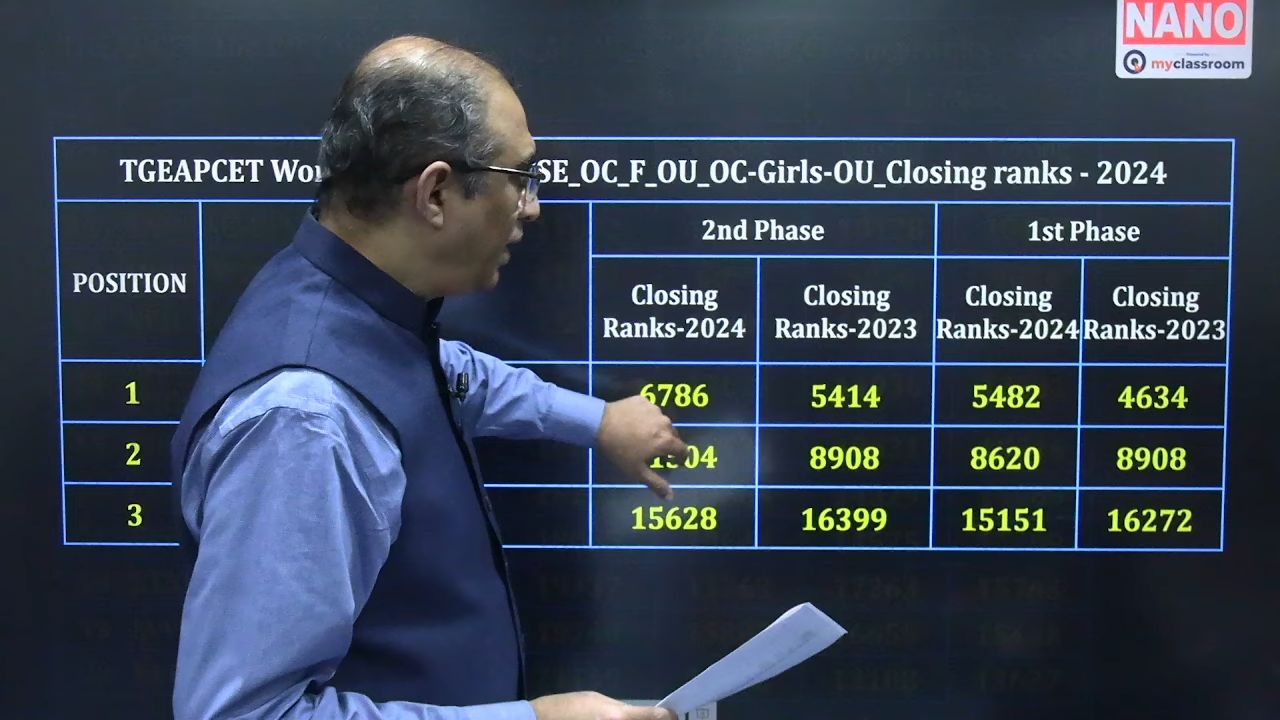 NANO
Powered by
myclassroom
TGEAPCET SE_OC_F_OU_OC-Girls-OU_Closing ranks - 2024
POSITION
2nd Phase 1st Phase
Closing Ranks-2024 Closing Ranks-2023 Closing Ranks-2024 Closing Ranks-2023
1 6786 5414 5482 4634
2 8908 8620 8908
3 15628 16399 15151 16272